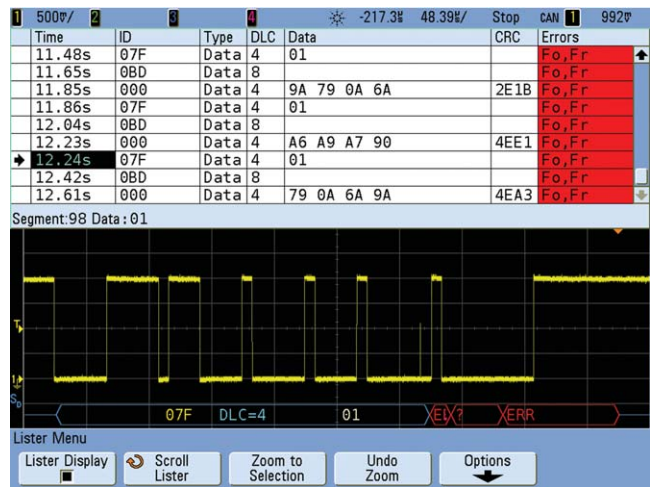 1 500mV/ 2 3 4 -217.3μ 48.39μ/ Stop CAN 1 992mV
Time ID Type DLC Data CRC Errors
11.48s 07F Data 4 01 Fo,Fr
11.65s 0BD Data 8 Fo,Fr
11.85s 000 Data 4 9A 79 0A 6A 2E1B Fo,Fr
11.86s 07F Data 4 01 Fo,Fr
12.04s 0BD Data 8 Fo,Fr
12.23s 000 Data 4 A6 A9 A7 90 4EE1 Fo,Fr
12.24s 07F Data 4 01 Fo,Fr
12.42s 0BD Data 8 Fo,Fr
12.61s 000 Data 4 79 0A 6A 9A 4EA3 Fo,Fr
Segment:98 Data:01
T
1
S₀
07F DLC=4 01 ? ERR
Lister Menu
Lister Display Scroll Lister Zoom to Selection Undo Zoom Options